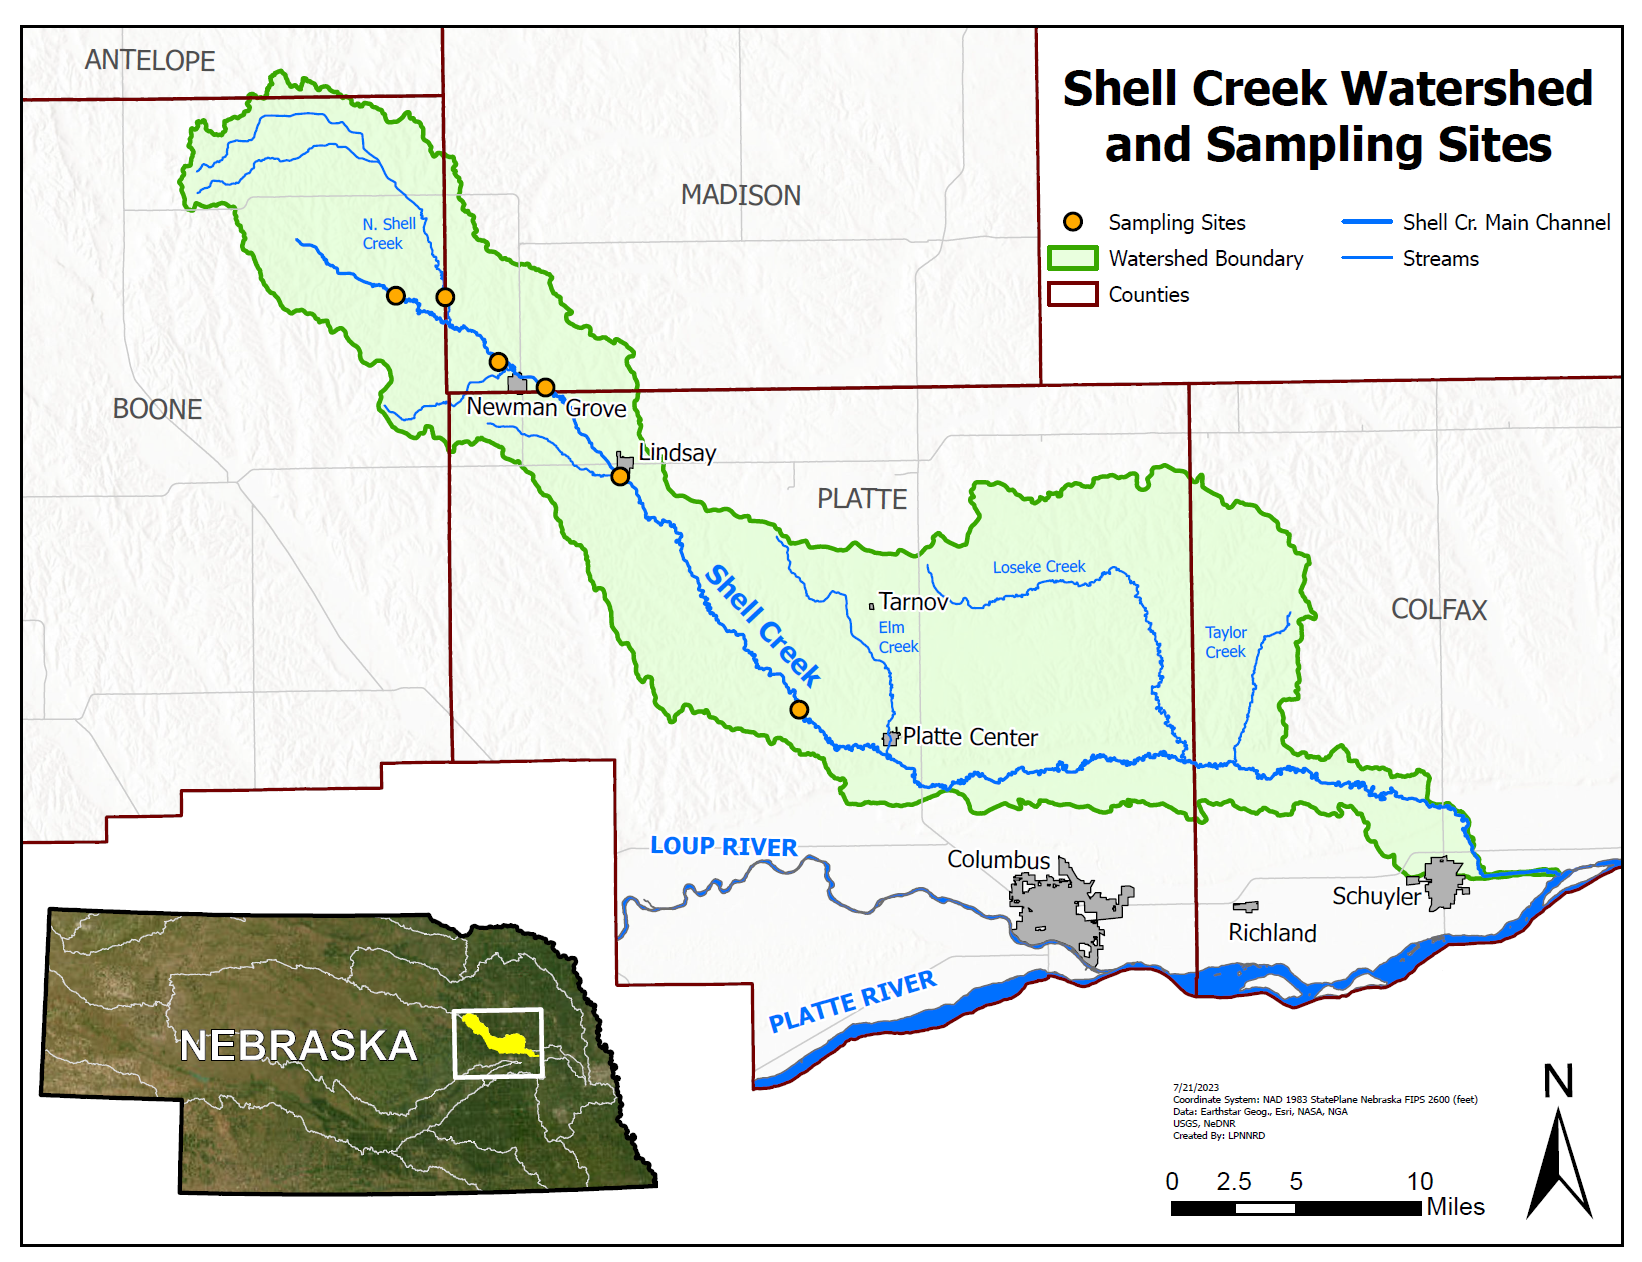 Shell Creek Watershed
and Sampling Sites
Sampling Sites
Shell Cr. Main Channel
Watershed Boundary
Streams
Counties
ANTELOPE
MADISON
N. Shell
Creek
BOONE
Newman Grove
Lindsay
PLATTE
Shell Creek
Loseke Creek
Tarnov
Elm
Creek
Taylor
Creek
COLFAX
Platte Center
LOUP RIVER
Columbus
Schuyler
Richland
PLATTE RIVER
NEBRASKA
7/21/2023
Coordinate System: NAD 1983 StatePlane Nebraska FIPS 2600 (feet)
Data: Earthstar Geog., Esri, NASA, NGA
USGS, NeDNR
Created By: LPNNRD
N
0 2.5 5 10
Miles